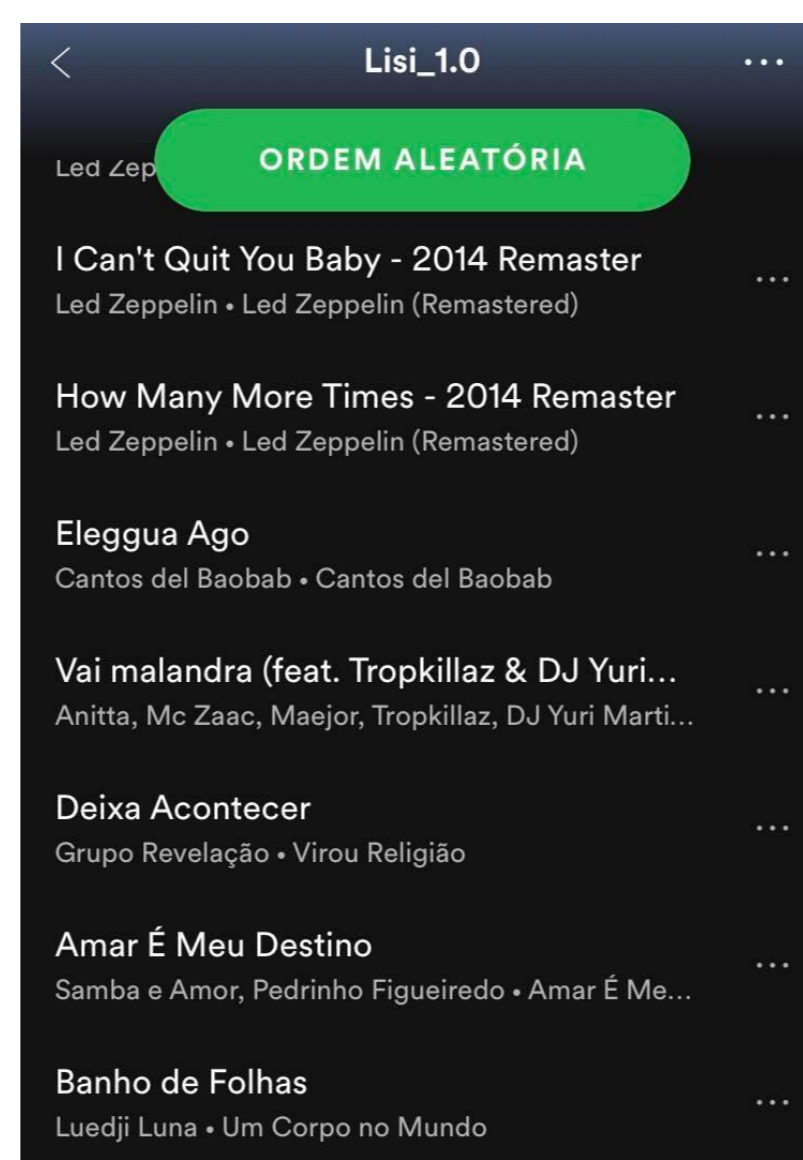 Lisi_1.0
ORDEM ALEATÓRIA
Led Zep
I Can't Quit You Baby - 2014 Remaster
Led Zeppelin • Led Zeppelin (Remastered)
How Many More Times - 2014 Remaster
Led Zeppelin • Led Zeppelin (Remastered)
Eleggua Ago
Cantos del Baobab • Cantos del Baobab
Vai malandra (feat. Tropkillaz & DJ Yuri...
Anitta, Mc Zaac, Maejor, Tropkillaz, DJ Yuri Marti...
Deixa Acontecer
Grupo Revelação • Virou Religião
Amar É Meu Destino
Samba e Amor, Pedrinho Figueiredo • Amar É Me...
Banho de Folhas
Luedji Luna • Um Corpo no Mundo